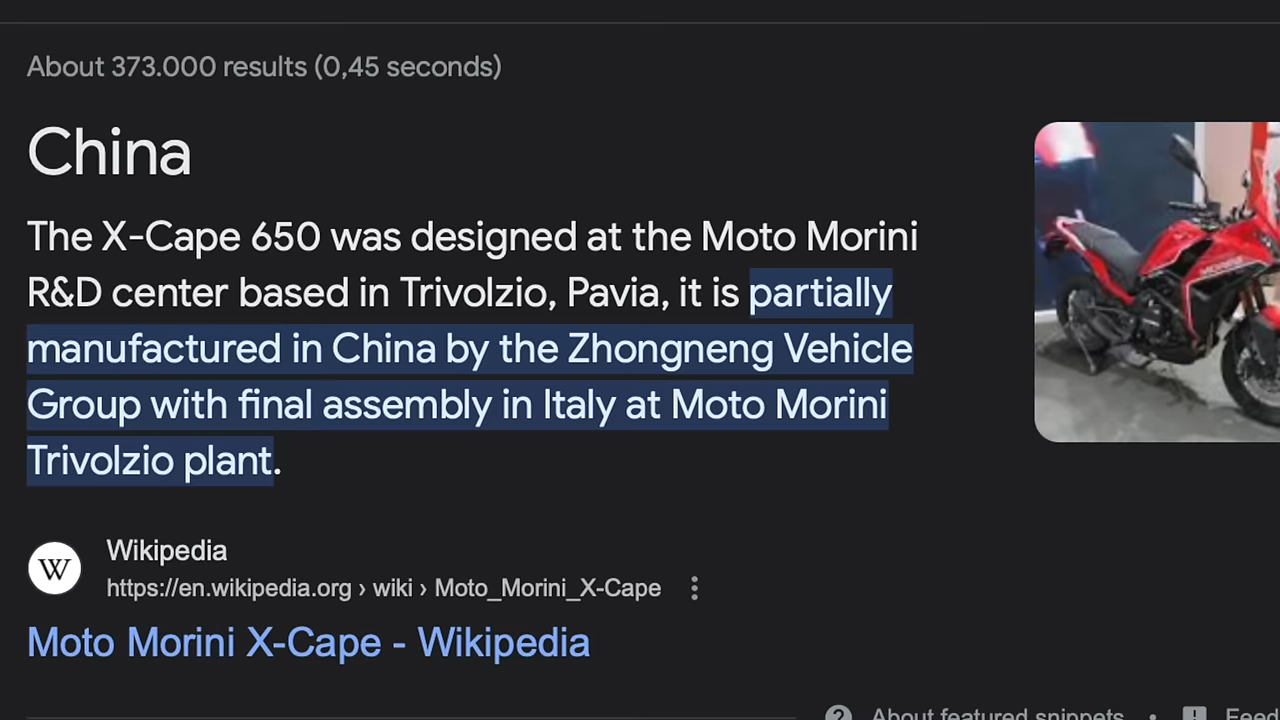 About 373.000 results (0,45 seconds)
China
The X-Cape 650 was designed at the Moto Morini
R&D center based in Trivolzio, Pavia, it is partially
manufactured in China by the Zhongneng Vehicle
Group with final assembly in Italy at Moto Morini
Trivolzio plant.
W
Wikipedia
https://en.wikipedia.org › wiki › Moto_Morini_X-Cape
Moto Morini X-Cape - Wikipedia
About featured snippets
•
Feed